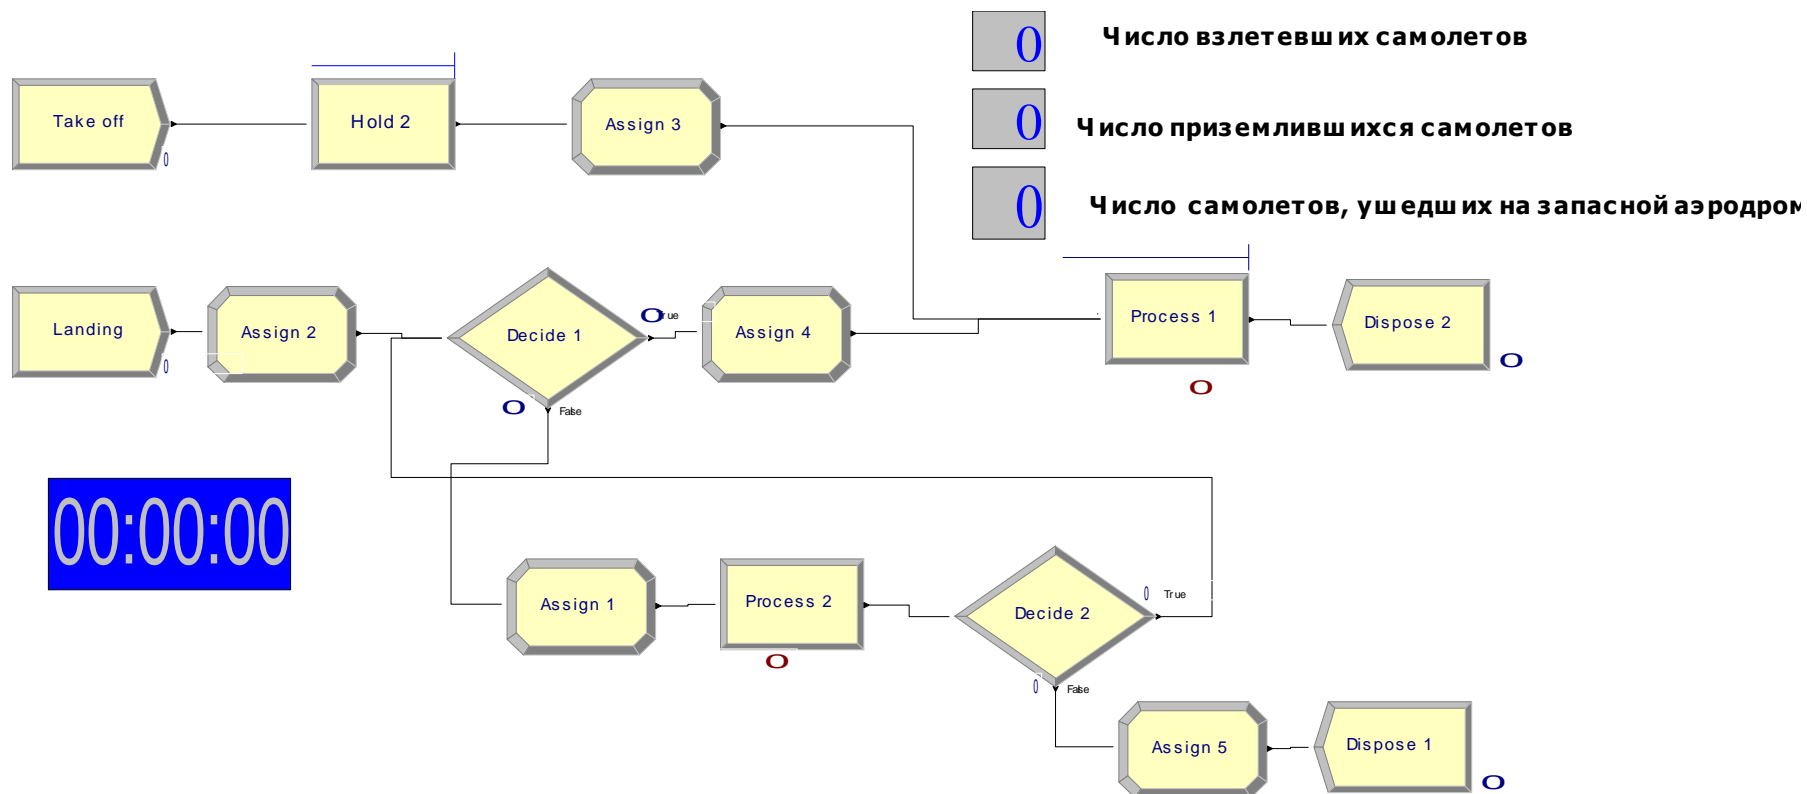 0 Число взлетевших самолетов
Take off
Hold 2
Assign 3
0
0 Число приземлившихся самолетов
0 Число самолетов, ушедших на запасной аэродром
Landing
Assign 2
Decide 1
0 True
Assign 4
Process 1
Dispose 2
0
0
0
0 False
00:00:00
Assign 1
Process 2
Decide 2
0 True
0
0 False
Assign 5
Dispose 1
0